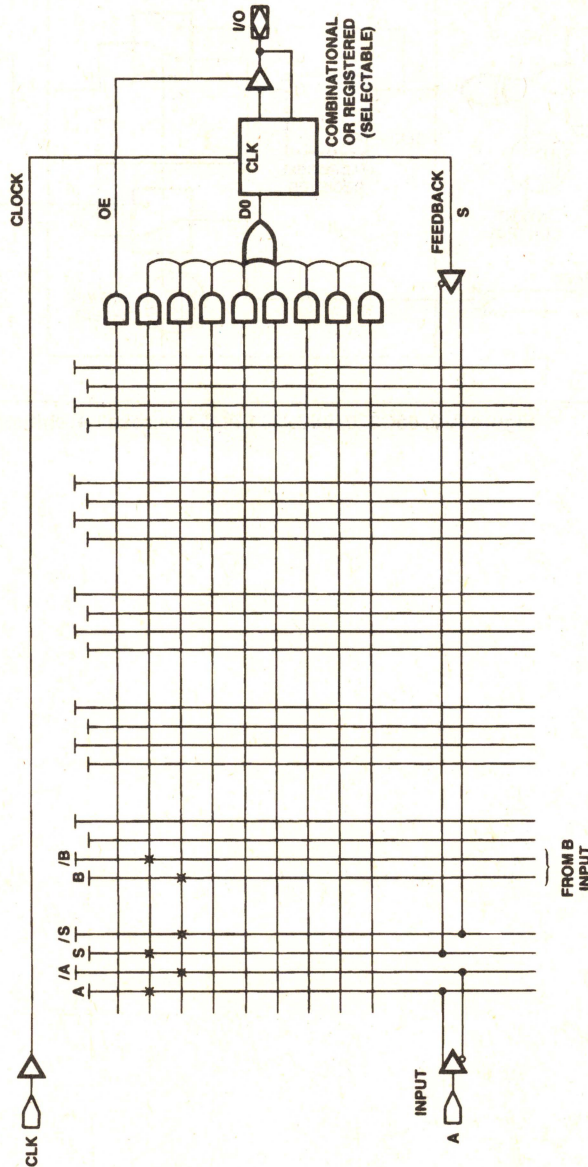 CLK
CLOCK
A
/A
S
/S
B
/B
OE
D0
CLK
I/O
COMBINATIONAL
OR REGISTERED
(SELECTABLE)
INPUT
A
FROM B
INPUT
FEEDBACK
S